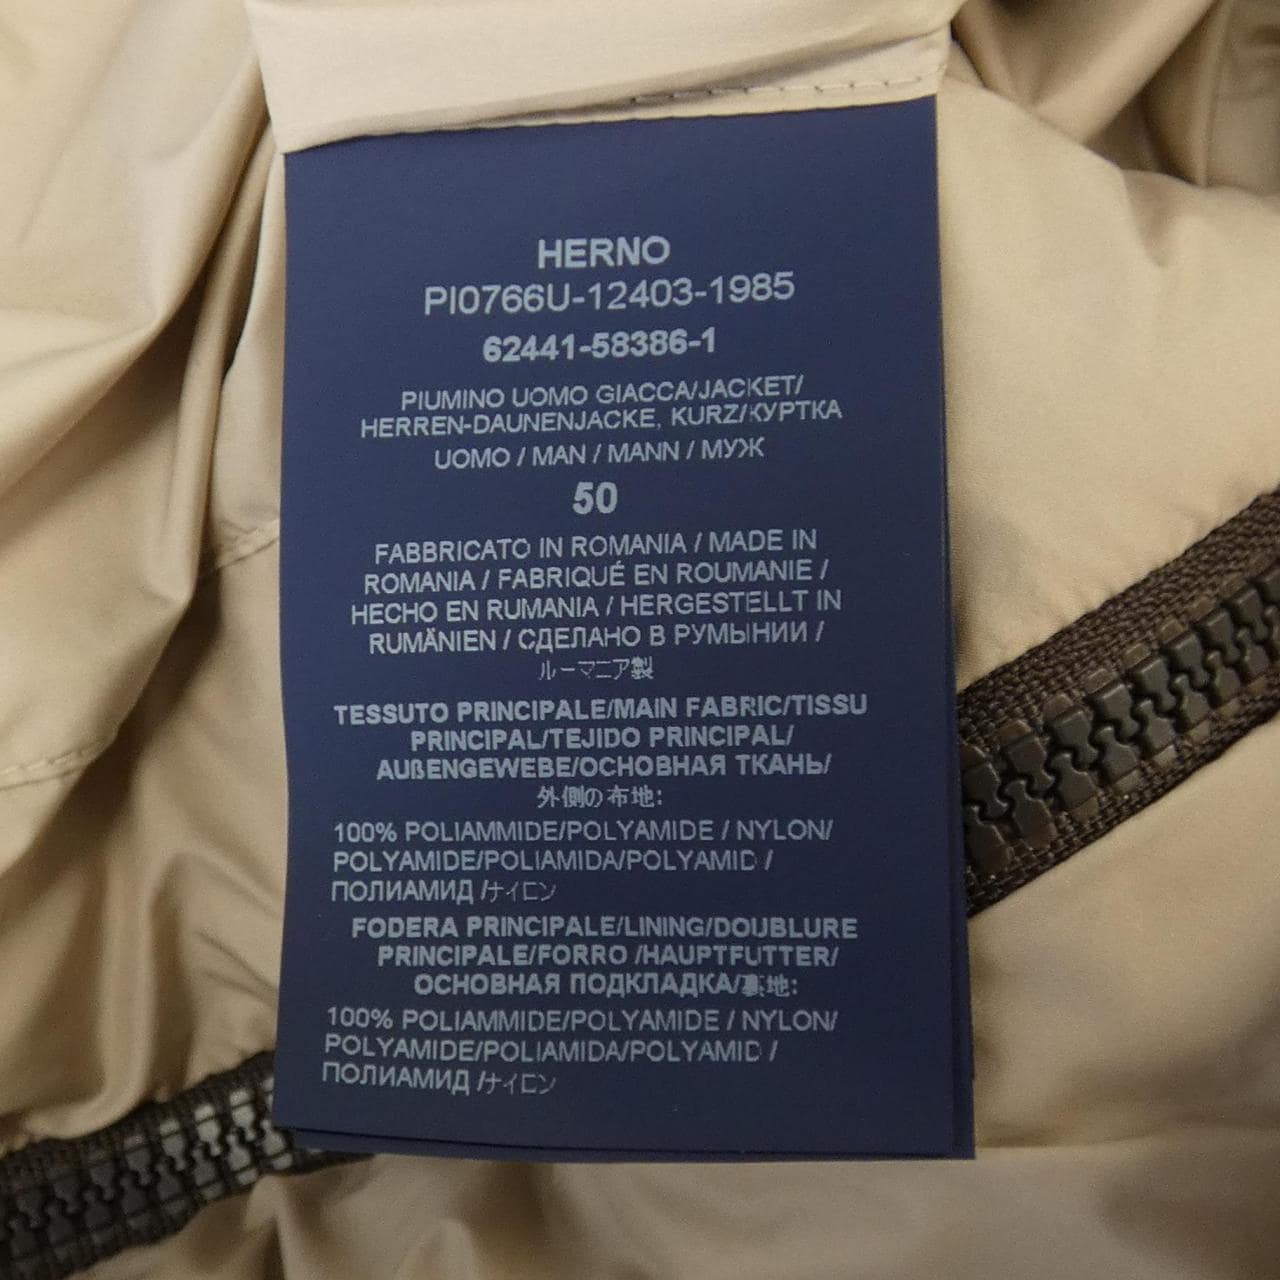 HERNO
PI0766U-12403-1985
62441-58386-1
PIUMINO UOMO GIACCA/JACKET/
HERREN-DAUNENJACKE, KURZ/КУРТКА
UOMO / MAN / MANN / МУЖ
50
FABBRICATO IN ROMANIA / MADE IN
ROMANIA / FABRIQUÉ EN ROUMANIE /
HECHO EN RUMANIA / HERGESTELLT IN
RUMÄNIEN / СДЕЛАНО В РУМЫНИИ /
ルーマニア製
TESSUTO PRINCIPALE/MAIN FABRIC/TISSU
PRINCIPAL/TEJIDO PRINCIPAL/
AUßENGEWEBE/ОСНОВНАЯ ТКАНЬ/
外側の布地:
100% POLIAMMIDE/POLYAMIDE / NYLON/
POLYAMIDE/POLIAMIDA/POLYAMID /
ПОЛИАМИД /ナイロン
FODERA PRINCIPALE/LINING/DOUBLURE
PRINCIPALE/FORRO /HAUPTFUTTER/
ОСНОВНАЯ ПОДКЛАДКА/裏地:
100% POLIAMMIDE/POLYAMIDE / NYLON/
POLYAMIDE/POLIAMIDA/POLYAMID /
ПОЛИАМИД /ナイロン